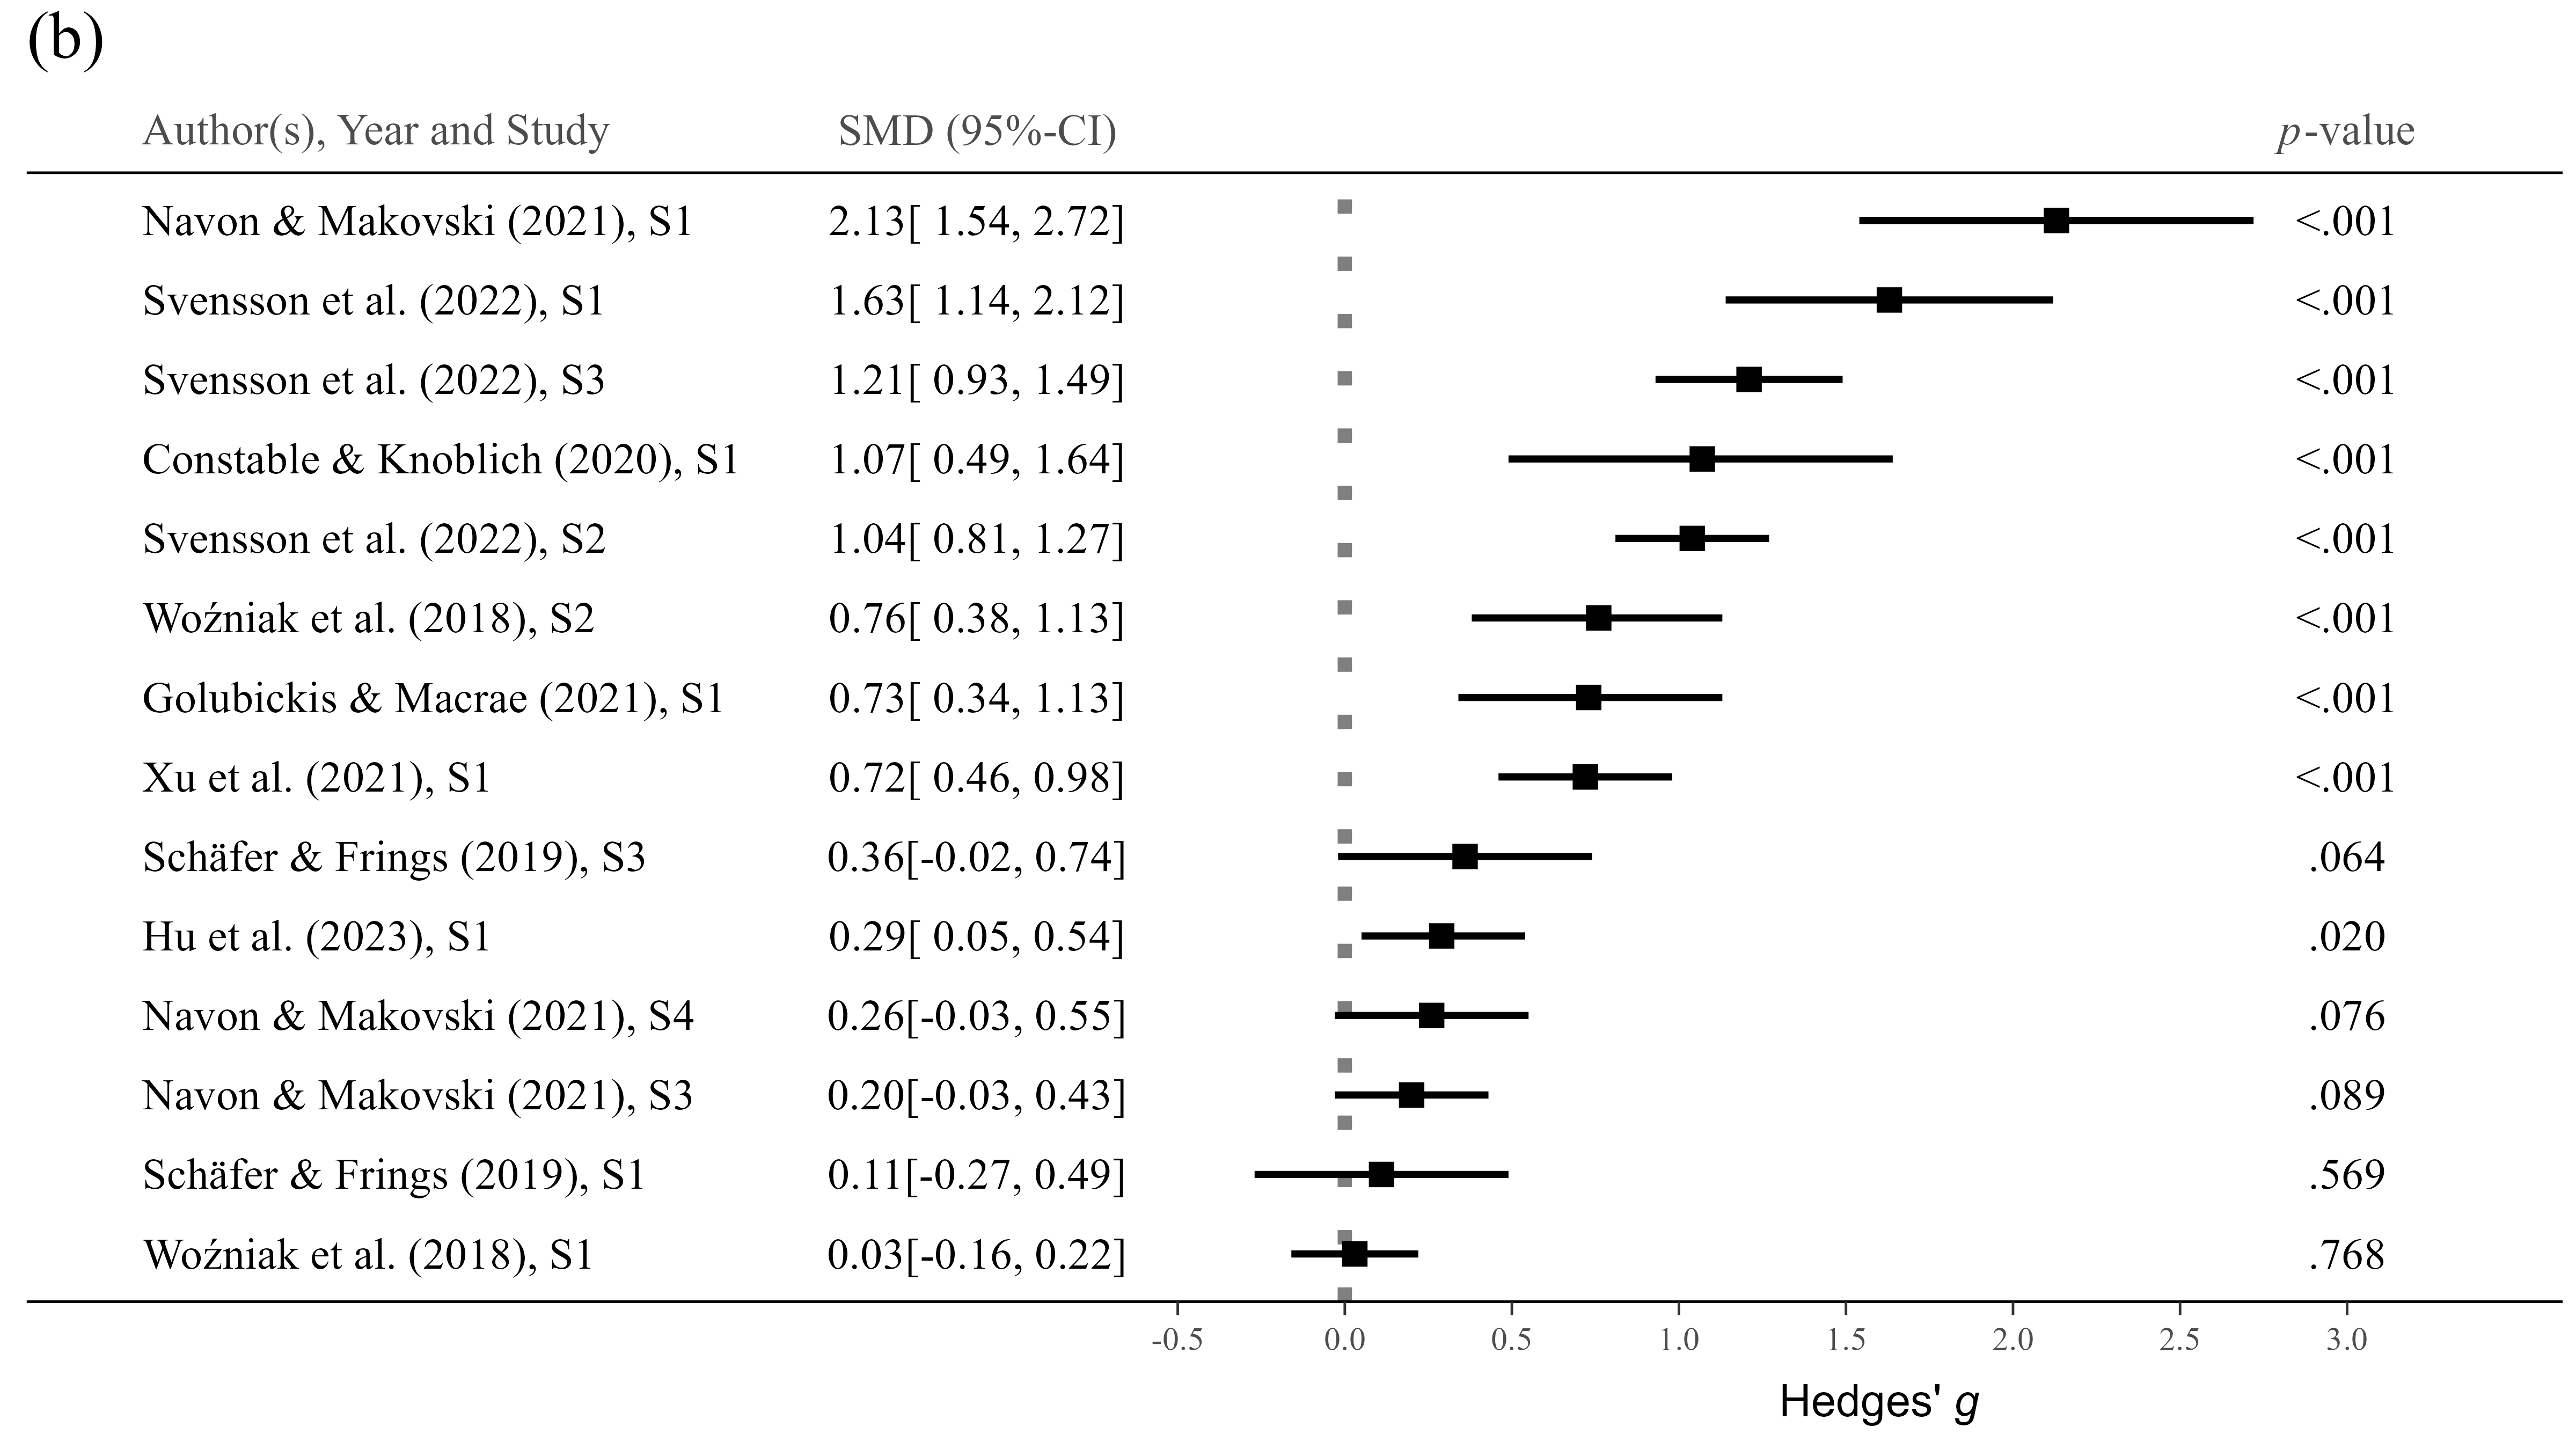 (b)
Author(s), Year and Study SMD (95%-CI) p-value
Navon & Makovski (2021), S1 2.13[ 1.54, 2.72] <.001
Svensson et al. (2022), S1 1.63[ 1.14, 2.12] <.001
Svensson et al. (2022), S3 1.21[ 0.93, 1.49] <.001
Constable & Knoblich (2020), S1 1.07[ 0.49, 1.64] <.001
Svensson et al. (2022), S2 1.04[ 0.81, 1.27] <.001
Woźniak et al. (2018), S2 0.76[ 0.38, 1.13] <.001
Golubickis & Macrae (2021), S1 0.73[ 0.34, 1.13] <.001
Xu et al. (2021), S1 0.72[ 0.46, 0.98] <.001
Schäfer & Frings (2019), S3 0.36[-0.02, 0.74] .064
Hu et al. (2023), S1 0.29[ 0.05, 0.54] .020
Navon & Makovski (2021), S4 0.26[-0.03, 0.55] .076
Navon & Makovski (2021), S3 0.20[-0.03, 0.43] .089
Schäfer & Frings (2019), S1 0.11[-0.27, 0.49] .569
Woźniak et al. (2018), S1 0.03[-0.16, 0.22] .768
-0.5 0.0 0.5 1.0 1.5 2.0 2.5 3.0
Hedges' g